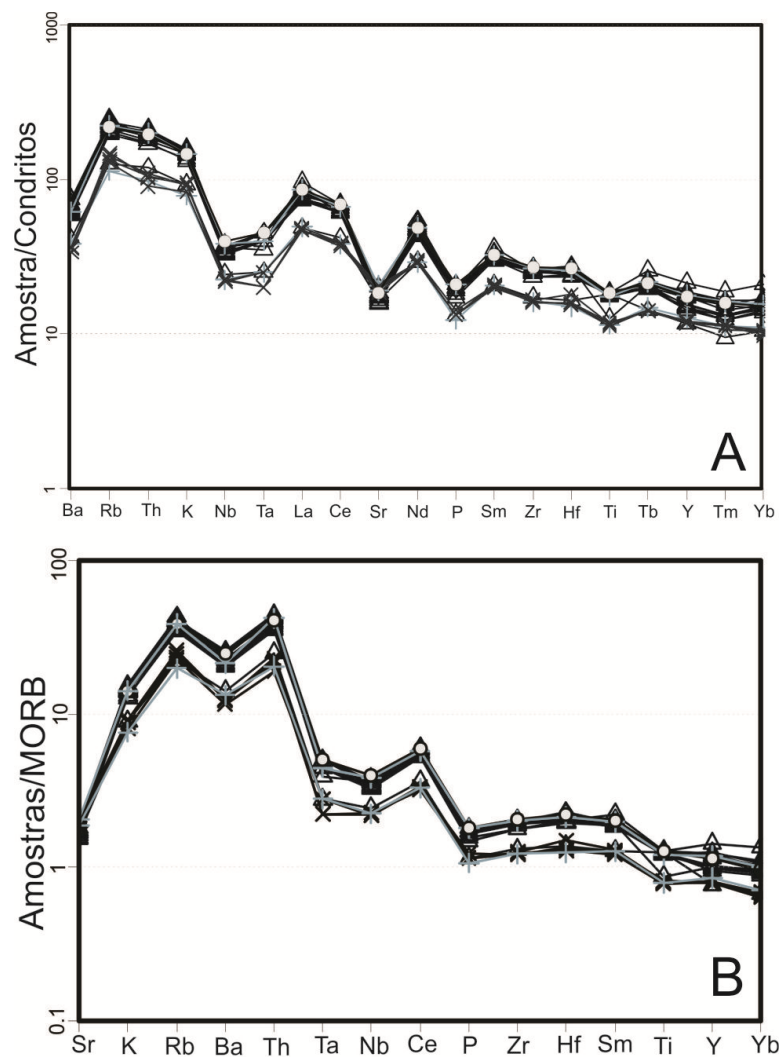 1000
100
10
1
Amostra/Condritos
A
Ba Rb Th K Nb Ta La Ce Sr Nd P Sm Zr Hf Ti Tb Y Tm Yb
100
10
1
0.1
Amostras/MORB
B
Sr K Rb Ba Th Ta Nb Ce P Zr Hf Sm Ti Y Yb